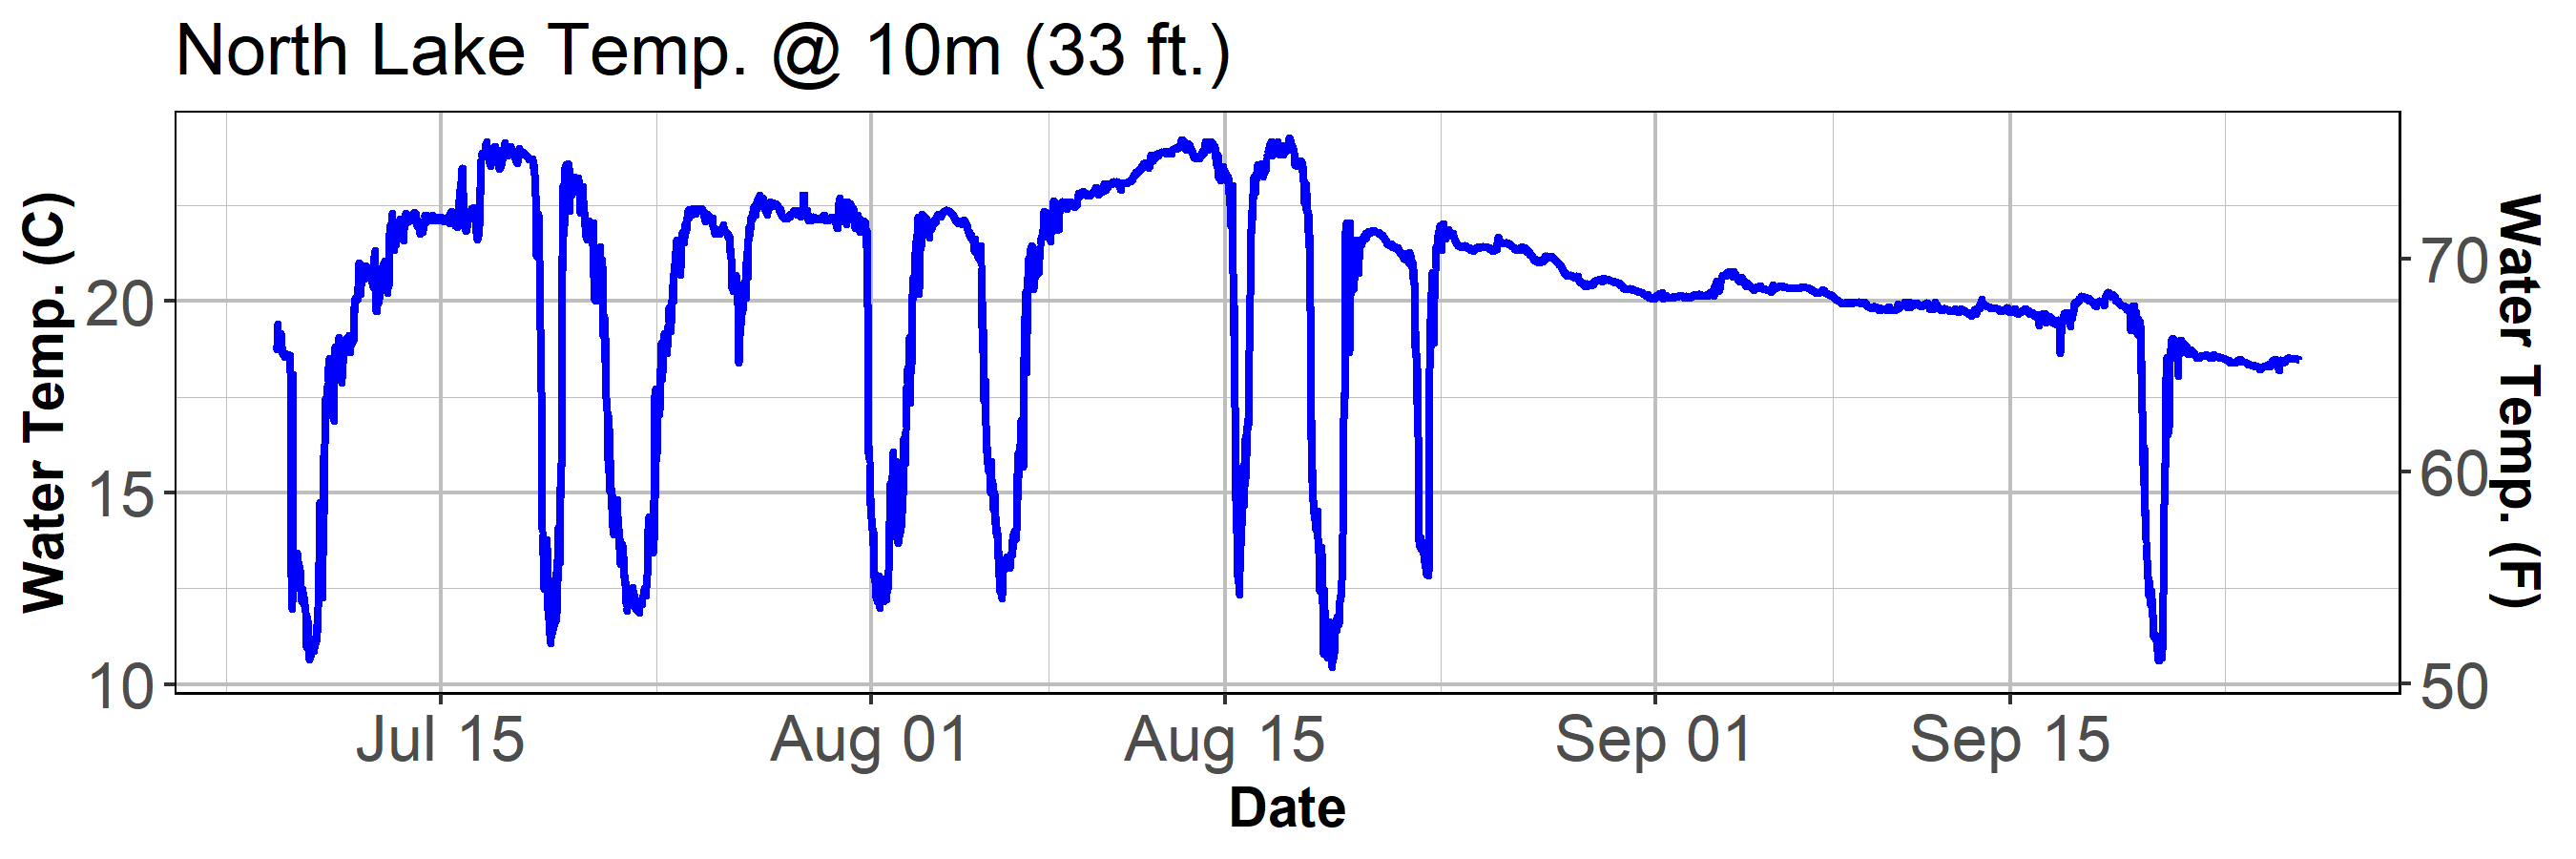 North Lake Temp. @ 10m (33 ft.)
Water Temp. (C)
20
15
10
70
60
50
Water Temp. (F)
Jul 15
Aug 01
Aug 15
Sep 01
Sep 15
Date